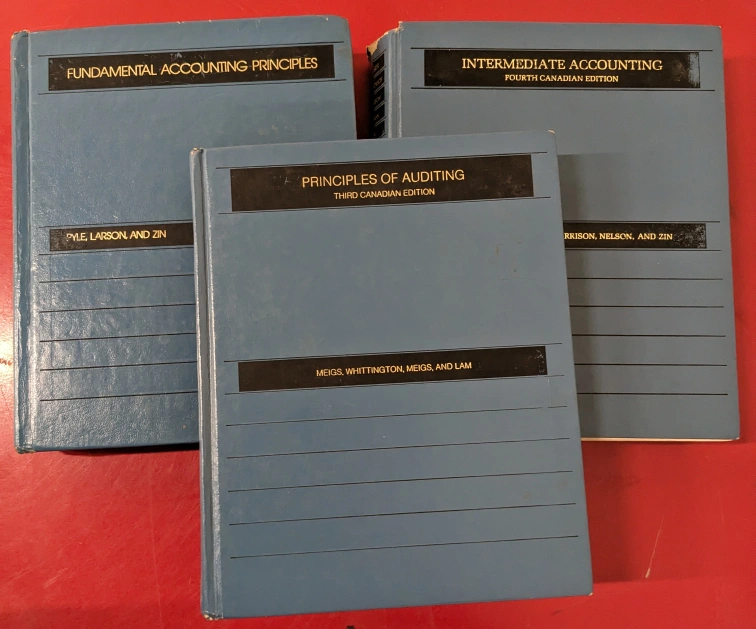 FUNDAMENTAL ACCOUNTING PRINCIPLES
PYLE, LARSON, AND ZIN
INTERMEDIATE ACCOUNTING
FOURTH CANADIAN EDITION
NELSON, AND ZIN
PRINCIPLES OF AUDITING
THIRD CANADIAN EDITION
MEIGS, WHITTINGTON, MEIGS, AND LAM